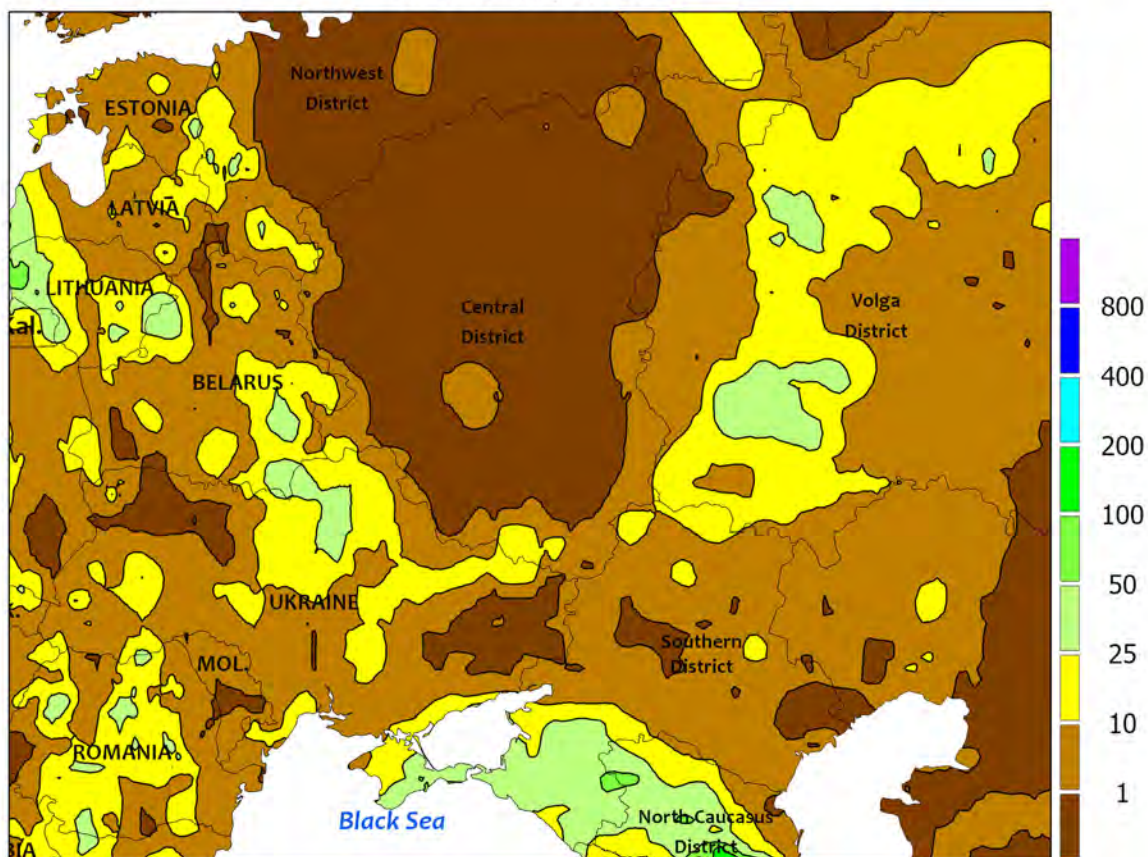 Northwest
District
ESTONIA
LATVIA
LITHUANIA
Kal.
Central
District
Volga
District
BELARUS
UKRAINE
Southern
District
MOL.
ROMANIA
Black Sea
North Caucasus
District
BIA
800
400
200
100
50
25
10
1